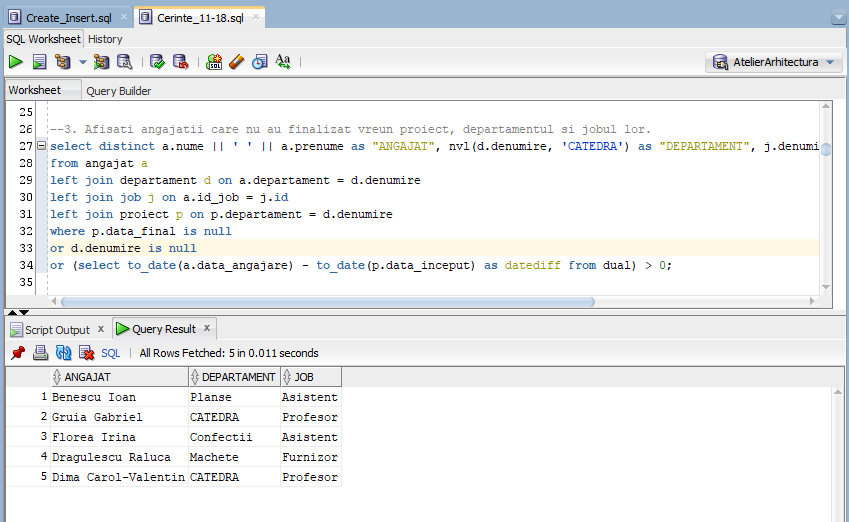 Create_Insert.sql
Cerinte_11-18.sql
SQL Worksheet History
SQL
Aa
AtelierArhitectura
Worksheet Query Builder
25
26 --3. Afisati angajatii care nu au finalizat vreun proiect, departamentul si jobul lor.
27 select distinct a.nume || ' ' || a.prenume as "ANGAJAT", nvl(d.denumire, 'CATEDRA') as "DEPARTAMENT", j.denumi
28 from angajat a
29 left join departament d on a.departament = d.denumire
30 left join job j on a.id_job = j.id
31 left join proiect p on p.departament = d.denumire
32 where p.data_final is null
33 or d.denumire is null
34 or (select to_date(a.data_angajare) - to_date(p.data_inceput) as datediff from dual) > 0;
35
Script Output x Query Result x
SQL | All Rows Fetched: 5 in 0.011 seconds
ANGAJAT DEPARTAMENT JOB
1 Benescu Ioan Planse Asistent
2 Gruia Gabriel CATEDRA Profesor
3 Florea Irina Confectii Asistent
4 Dragulescu Raluca Machete Furnizor
5 Dima Carol-Valentin CATEDRA Profesor